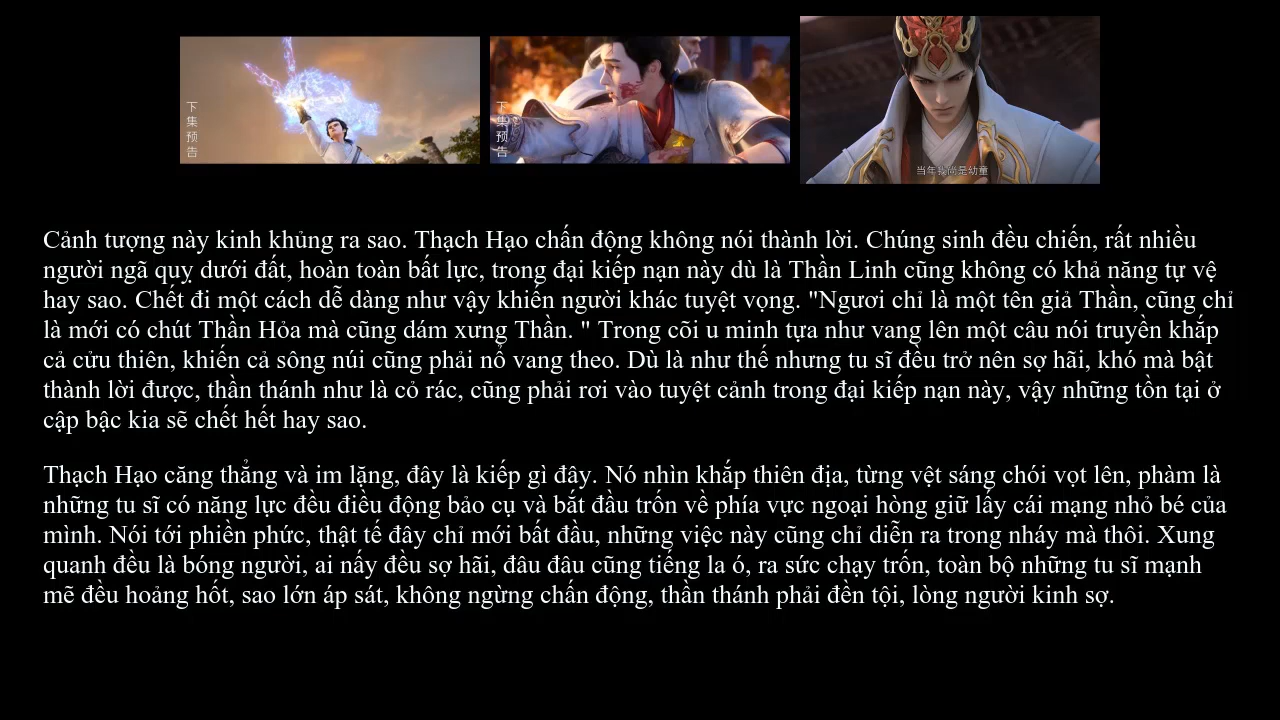 下集预告
下集预告
Cảnh tượng này kinh khủng ra sao. Thạch Hạo chấn động không nói thành lời. Chúng sinh đều chiến, rất nhiều
người ngã quỵ dưới đất, hoàn toàn bất lực, trong đại kiếp nạn này dù là Thần Linh cũng không có khả năng tự vệ
hay sao. Chết đi một cách dễ dàng như vậy khiến người khác tuyệt vọng. "Ngươi chỉ là một tên giả Thần, cũng chỉ
là mới có chút Thần Hỏa mà cũng dám xưng Thần. " Trong cõi u minh tựa như vang lên một câu nói truyền khắp
cả cửu thiên, khiến cả sông núi cũng phải nổ vang theo. Dù là như thế nhưng tu sĩ đều trở nên sợ hãi, khó mà bật
thành lời được, thần thánh như là cỏ rác, cũng phải rơi vào tuyệt cảnh trong đại kiếp nạn này, vậy những tồn tại ở
cập bậc kia sẽ chết hết hay sao.
Thạch Hạo căng thẳng và im lặng, đây là kiếp gì đây. Nó nhìn khắp thiên địa, từng vệt sáng chói vọt lên, phàm là
những tu sĩ có năng lực đều điều động bảo cụ và bắt đầu trốn về phía vực ngoại hòng giữ lấy cái mạng nhỏ bé của
mình. Nói tới phiền phức, thật tế đây chỉ mới bất đầu, những việc này cũng chỉ diễn ra trong nháy mà thôi. Xung
quanh đều là bóng người, ai nấy đều sợ hãi, đâu đâu cũng tiếng la ó, ra sức chạy trốn, toàn bộ những tu sĩ mạnh
mẽ đều hoảng hốt, sao lớn áp sát, không ngừng chấn động, thần thánh phải đền tội, lòng người kinh sợ.